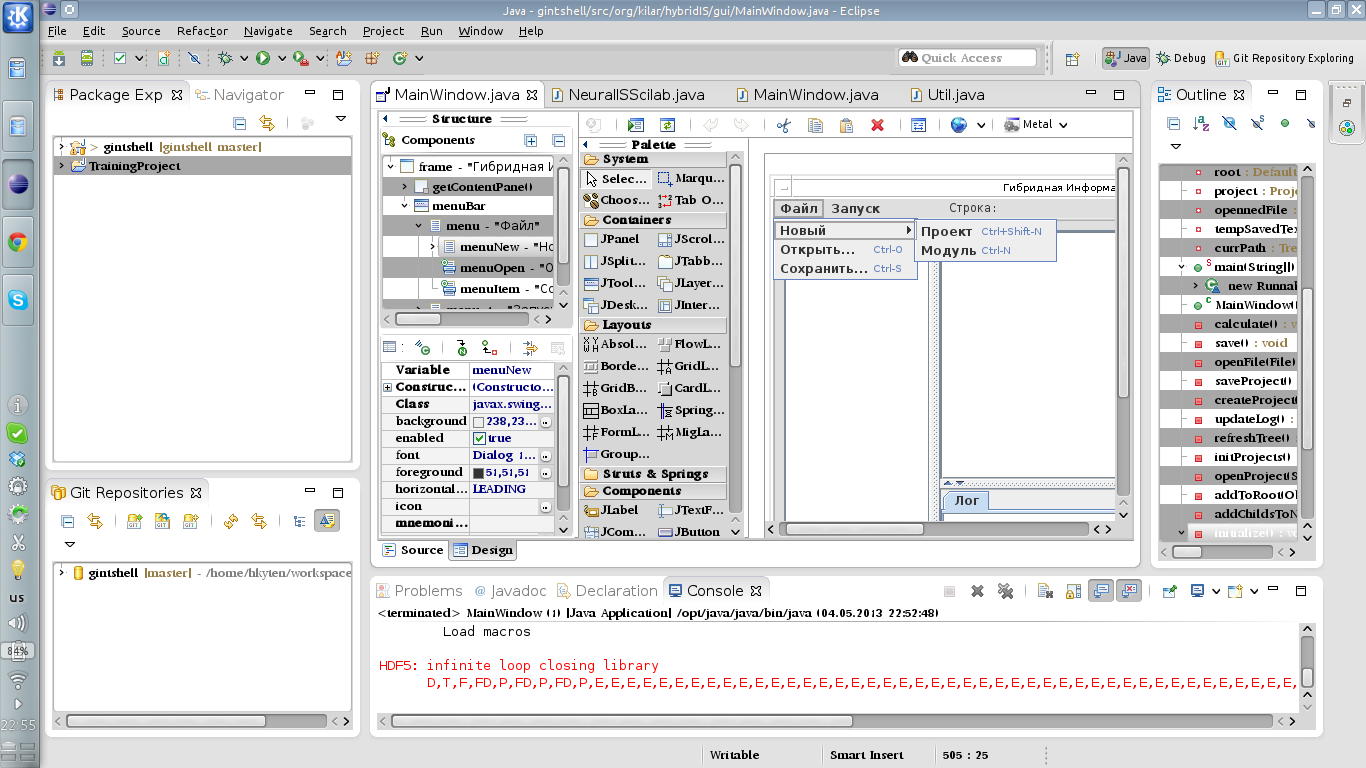 Java - gintshell/src/org/kilar/hybridIS/gui/MainWindow.java - Eclipse
File Edit Source Refactor Navigate Search Project Run Window Help
Quick Access
Java
Debug
Git Repository Exploring
Package Exp
Navigator
> gintshell [gintshell master]
TrainingProject
Git Repositories
gintshell [master] - /home/hkyten/workspace
MainWindow.java
NeuralISScilab.java
MainWindow.java
Util.java
Structure
Components
frame - "Гибридная И
getContentPane()
menuBar
menu - "Файл"
menuNew - "Но
menuOpen - "О
menuItem - "Со
Variable menuNew
Construc... (Constructo...
Class javax.swing...
background 238,23...
enabled true
font Dialog 1...
foreground 51,51,51
horizontal... LEADING
icon
mnemoni...
Palette
System
Selec... Marqu...
Choos... Tab O...
Containers
JPanel JScrol...
JSplit... JTabb...
JTool... JLayer...
JDesk... JInter...
Layouts
Absol... FlowL...
Borde... GridL...
GridB... CardL...
BoxLa... Spring...
FormL... MigLa...
Group...
Struts & Springs
Components
JLabel JTextF...
JCom... JButton
Metal
Гибридная Информа
Файл Запуск Строка:
Новый
Открыть... Ctrl-O
Сохранить... Ctrl-S
Проект Ctrl+Shift-N
Модуль Ctrl-N
Лог
Source Design
Outline
root : Default
project : Proje
opennedFile :
tempSavedTex
currPath : Tre
main(String[])
new Runnal
MainWindow(
calculate() : v
save() : void
openFile(File)
saveProject()
createProject(
updateLog() :
refreshTree() :
initProjects()
openProject(S
addToRoot(Ol
addChildsToN
initialize() : vo
Problems
@ Javadoc
Declaration
Console
<terminated> MainWindow (1) [Java Application] /opt/java/java/bin/java (04.05.2013 22:52:48)
Load macros
HDF5: infinite loop closing library
D,T,F,FD,P,FD,P,FD,P,E,E,E,E,E,E,E,E,E,E,E,E,E,E,E,E,E,E,E,E,E,E,E,E,E,E,E,E,E,E,E,E,E,E,E,E,E,E,E,E,E,E,E,
us
84%
22:55
Writable
Smart Insert
505 : 25